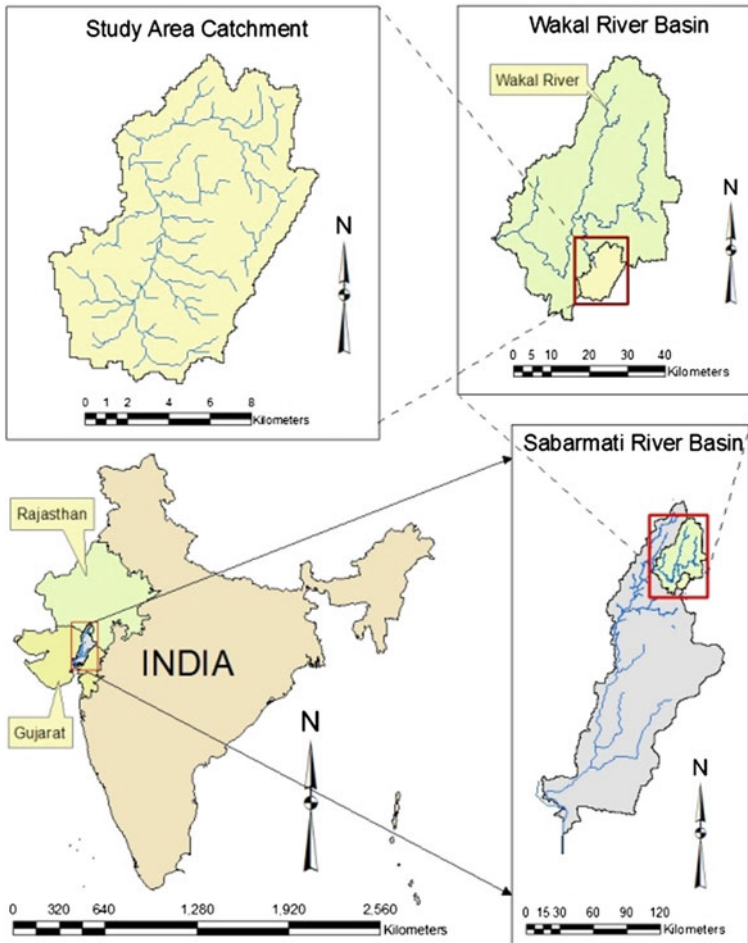 Study Area Catchment
N
0 1 2 4 6 8
Kilometers
Wakal River Basin
Wakal River
N
0 5 10 20 30 40
Kilometers
Rajasthan
INDIA
Gujarat
N
0 320 640 1,280 1,920 2,560
Kilometers
Sabarmati River Basin
N
0 15 30 60 90 120
Kilometers